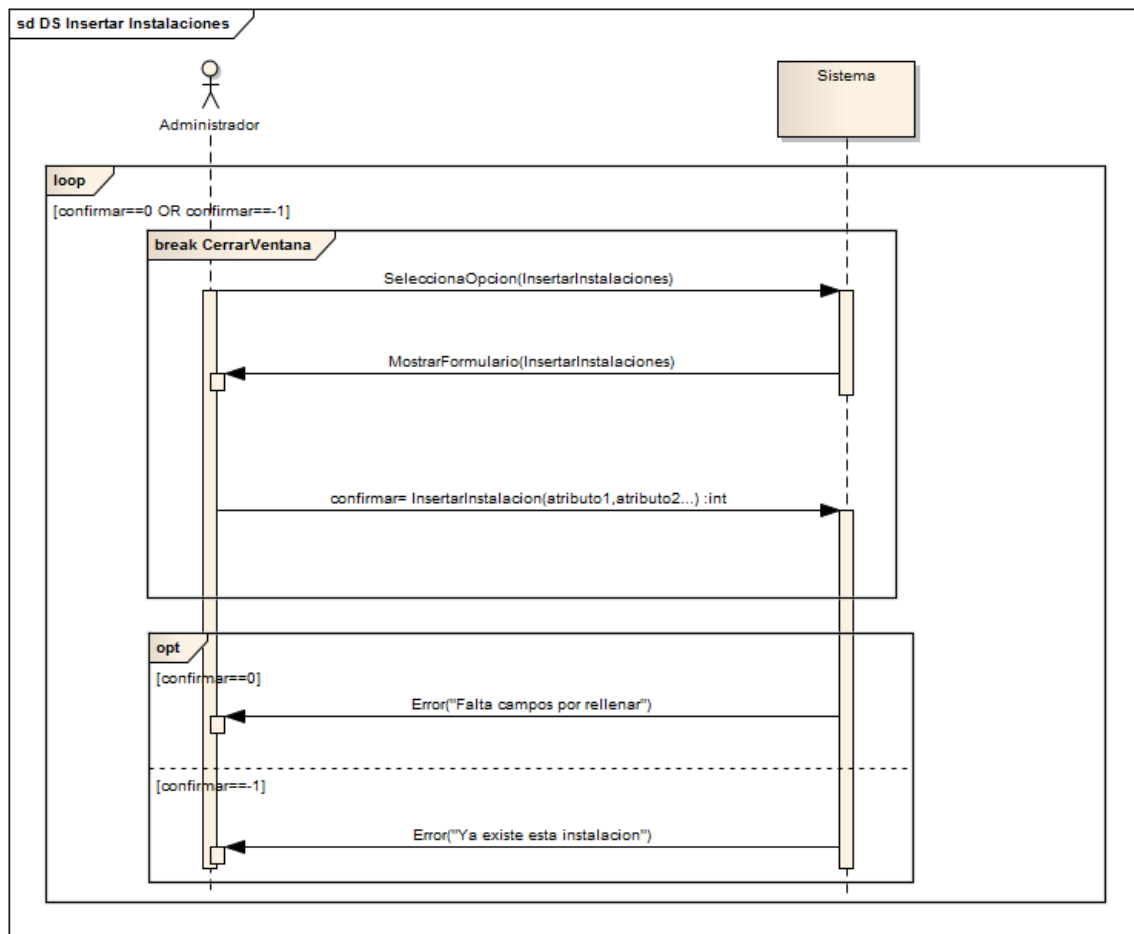 sd DS Insertar Instalaciones
Sistema
Administrador
loop
[confirmar==0 OR confirmar==-1]
break CerrarVentana
SeleccionaOpcion(InsertarInstalaciones)
MostrarFormulario(InsertarInstalaciones)
confirmar= InsertarInstalacion(atributo1,atributo2...) :int
opt
[confirmar==0]
Error("Falta campos por rellenar")
[confirmar==-1]
Error("Ya existe esta instalacion")